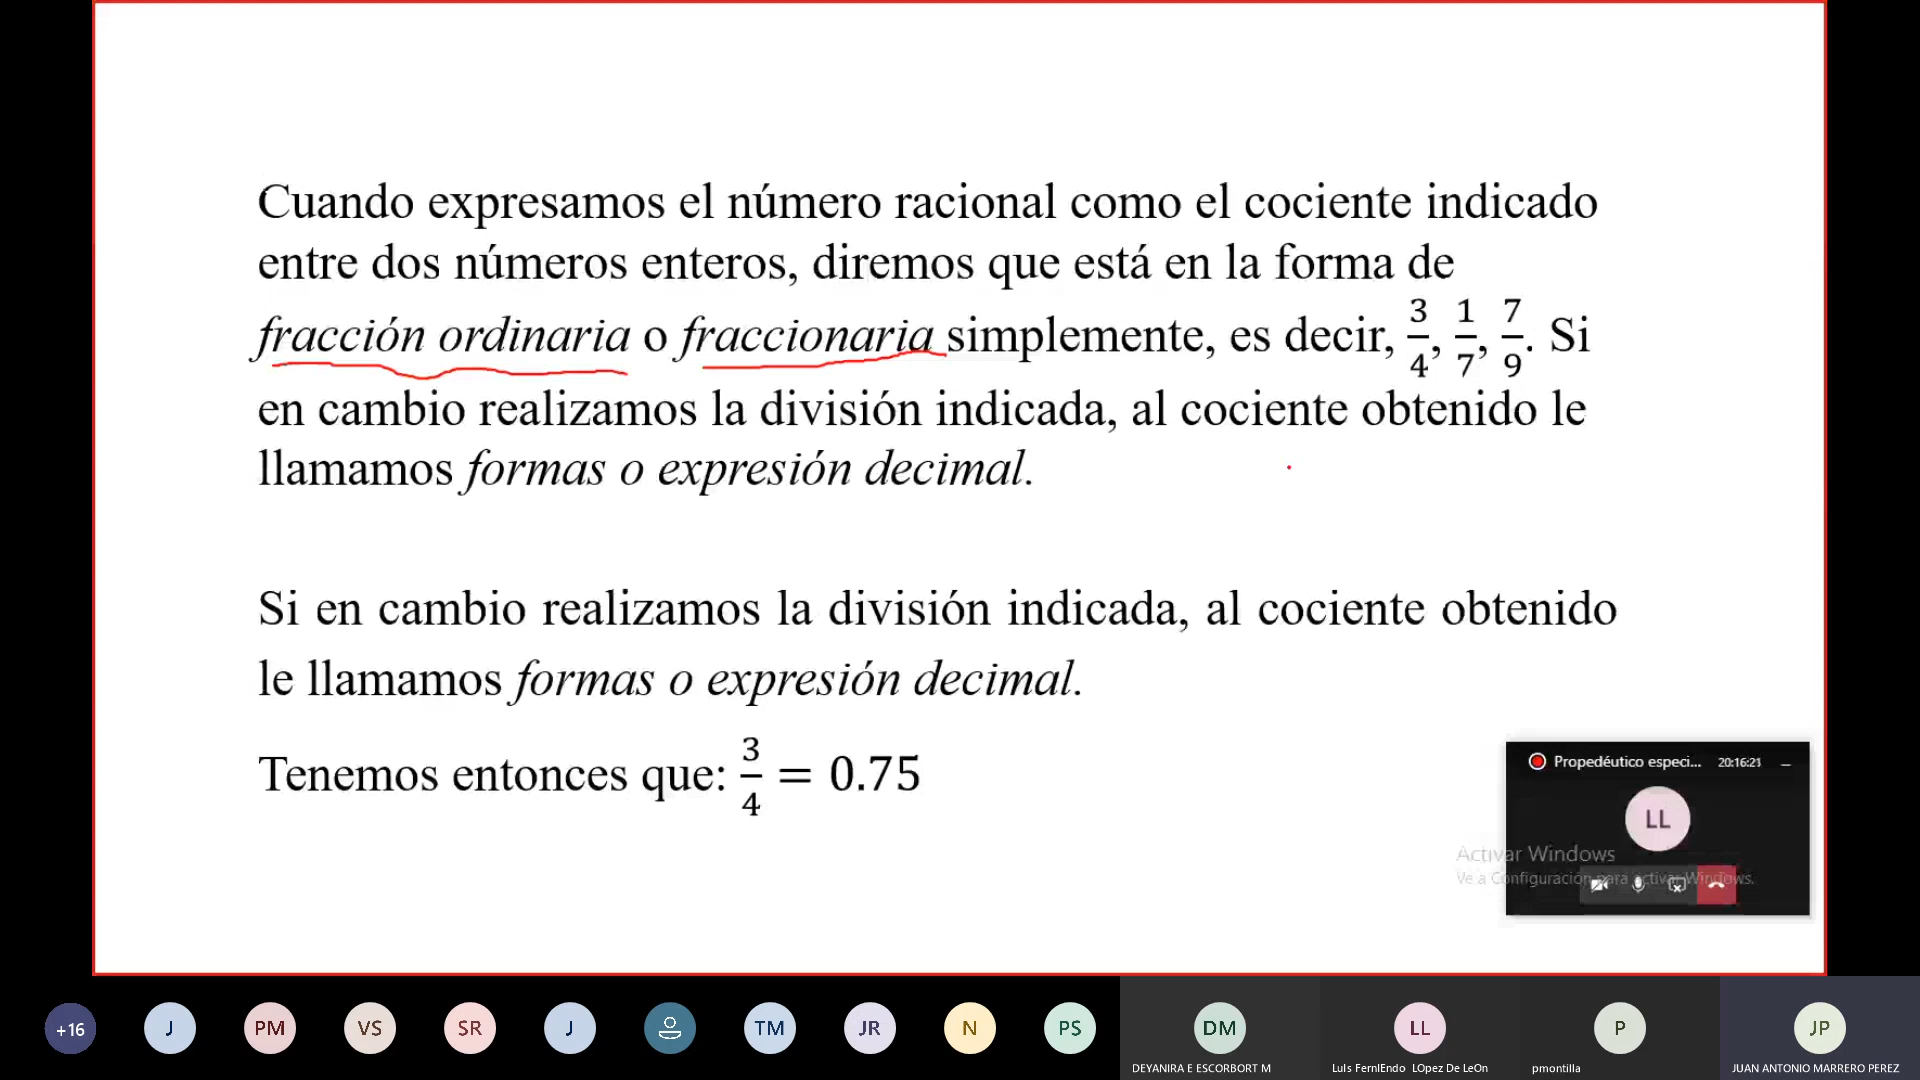 Cuando expresamos el número racional como el cociente indicado
entre dos números enteros, diremos que está en la forma de
fracción ordinaria o fraccionaria simplemente, es decir, 3/4, 1/7, 7/9. Si
en cambio realizamos la división indicada, al cociente obtenido le
llamamos formas o expresión decimal.
Si en cambio realizamos la división indicada, al cociente obtenido
le llamamos formas o expresión decimal.
Tenemos entonces que: 3/4 = 0.75
Propedéutico especi... 20:16:21
LL
Activar Windows
Ve a Configuración para activar Windows.
+16 J PM VS SR J TM JR N PS DM LL P JP
DEYANIRA E ESCORBORT M LuIs FernlEndo LOpez De LeOn pmontilla JUAN ANTONIO MARRERO PEREZ